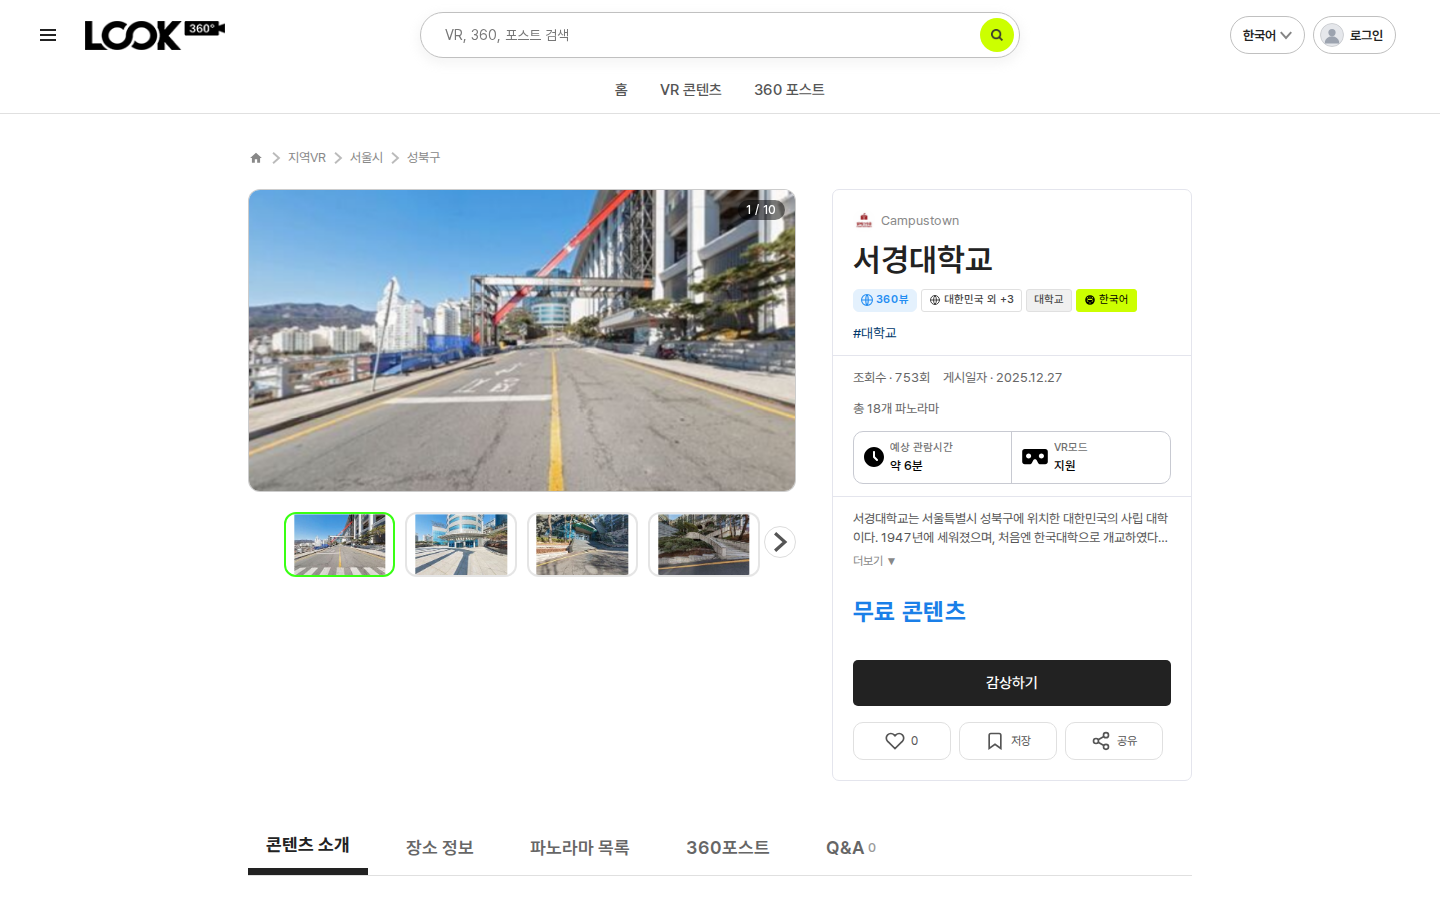 LOOK 360°
VR, 360, 포스트 검색
한국어
로그인
홈 VR 콘텐츠 360 포스트
지역VR 서울시 성북구
1 / 10
Campustown
서경대학교
360뷰 대한민국 외 +3 대학교 한국어
#대학교
조회수 · 753회 게시일자 · 2025.12.27
총 18개 파노라마
예상 관람시간
약 6분
VR모드
지원
서경대학교는 서울특별시 성북구에 위치한 대한민국의 사립 대학
이다. 1947년에 세워졌으며, 처음엔 한국대학으로 개교하였다...
더보기 ▼
무료 콘텐츠
감상하기
0 저장 공유
콘텐츠 소개 장소 정보 파노라마 목록 360포스트 Q&A 0